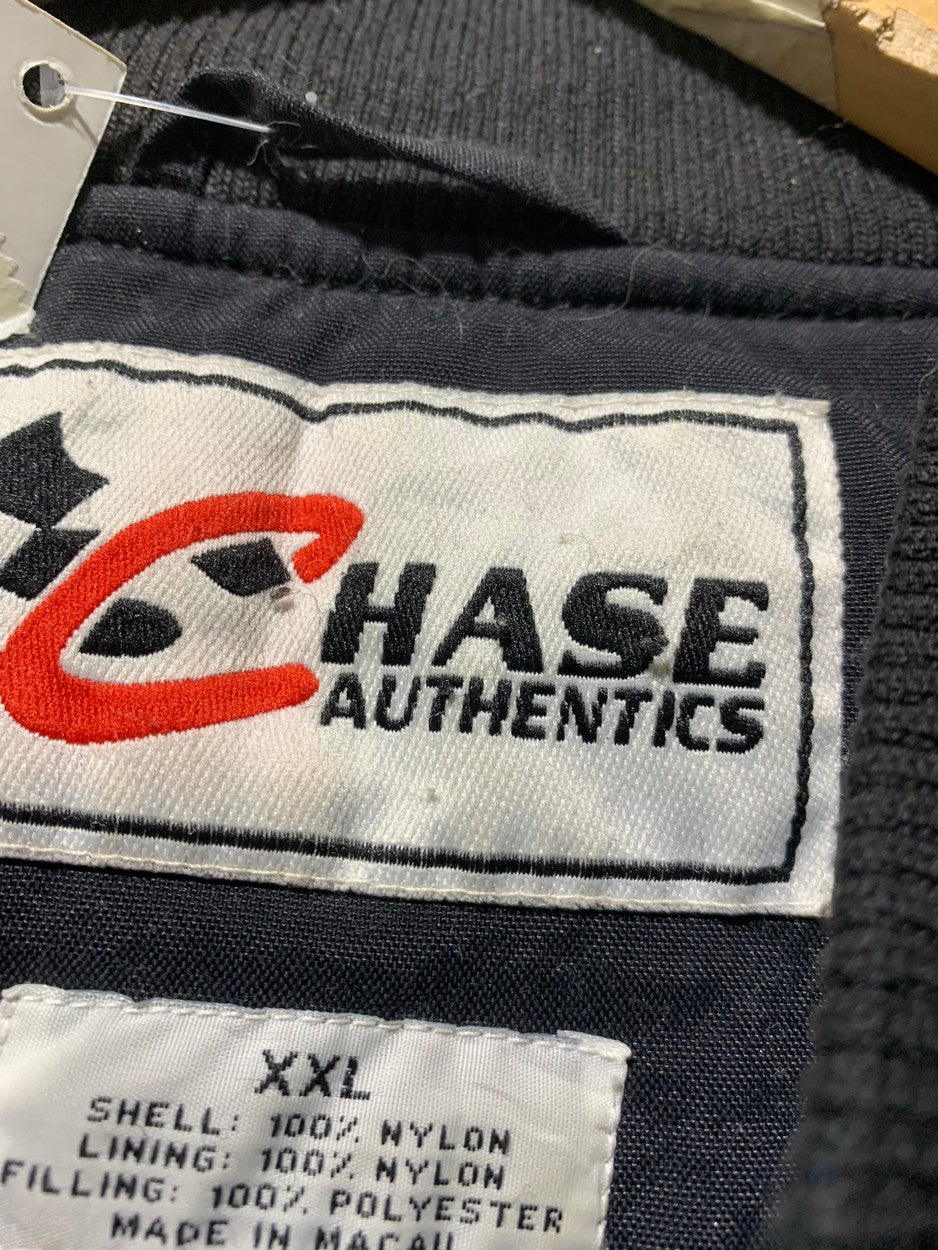 CHASE
AUTHENTICS
XXL
SHELL: 100% NYLON
LINING: 100% NYLON
FILLING: 100% POLYESTER
MADE IN MACAU